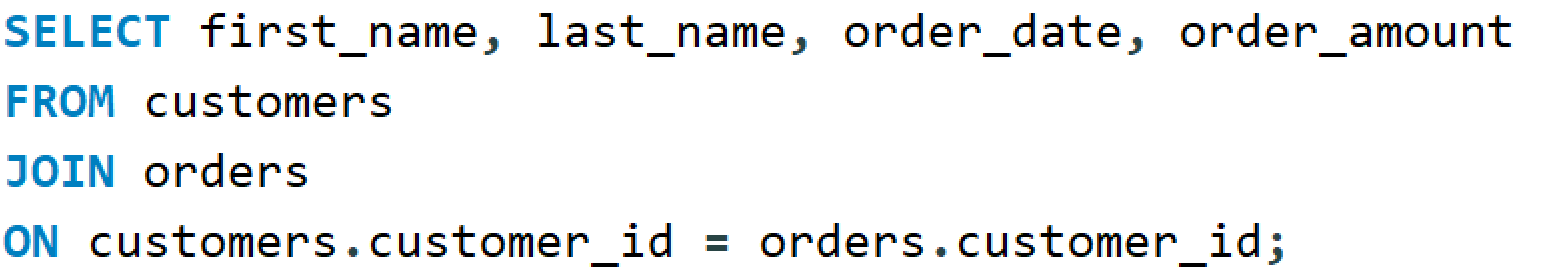 SELECT first_name, last_name, order_date, order_amount
FROM customers
JOIN orders
ON customers.customer_id = orders.customer_id;